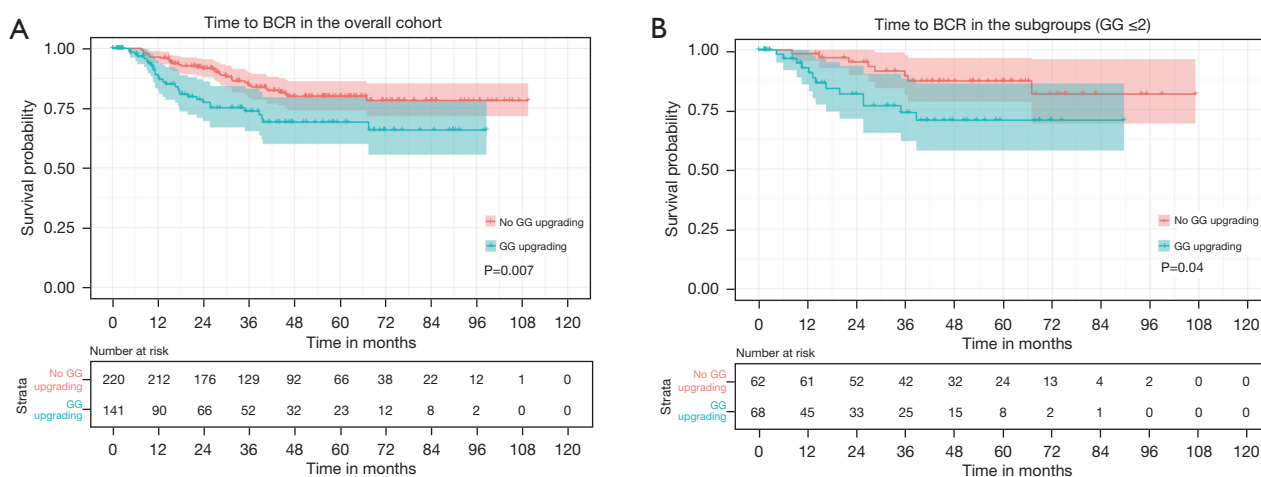 A
Time to BCR in the overall cohort
Survival probability
1.00
0.75
0.50
0.25
0.00
No GG upgrading
GG upgrading
P=0.007
0 12 24 36 48 60 72 84 96 108 120
Time in months
Number at risk
Strata
No GG
upgrading
220 212 176 129 92 66 38 22 12 1 0
GG
upgrading
141 90 66 52 32 23 12 8 2 0 0
0 12 24 36 48 60 72 84 96 108 120
Time in months
B
Time to BCR in the subgroups (GG ≤2)
Survival probability
1.00
0.75
0.50
0.25
0.00
No GG upgrading
GG upgrading
P=0.04
0 12 24 36 48 60 72 84 96 108 120
Time in months
Number at risk
Strata
No GG
upgrading
62 61 52 42 32 24 13 4 2 0 0
GG
upgrading
68 45 33 25 15 8 2 1 0 0 0
0 12 24 36 48 60 72 84 96 108 120
Time in months